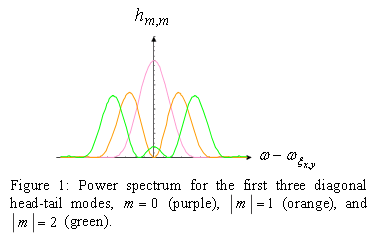 h_{m,m}
ω − ω_{ξ_{x,y}}
Figure 1: Power spectrum for the first three diagonal
head-tail modes, m = 0 (purple), |m| = 1 (orange), and
|m| = 2 (green).